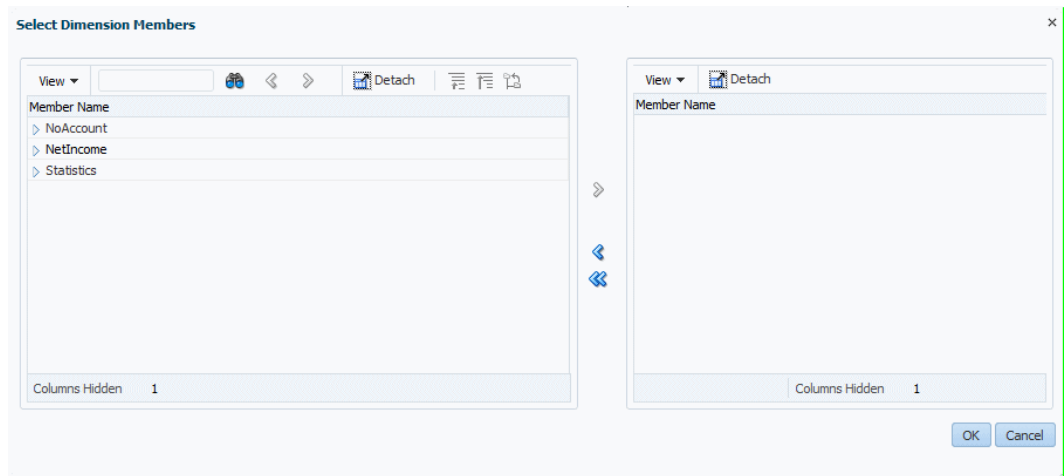 Select Dimension Members
View
Detach
Member Name
NoAccount
NetIncome
Statistics
Columns Hidden 1
View
Detach
Member Name
Columns Hidden 1
OK
Cancel